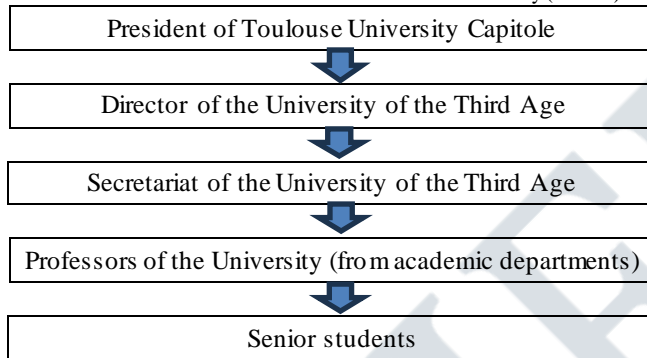 President of Toulouse University Capitole
Director of the University of the Third Age
Secretariat of the University of the Third Age
Professors of the University (from academic departments)
Senior students